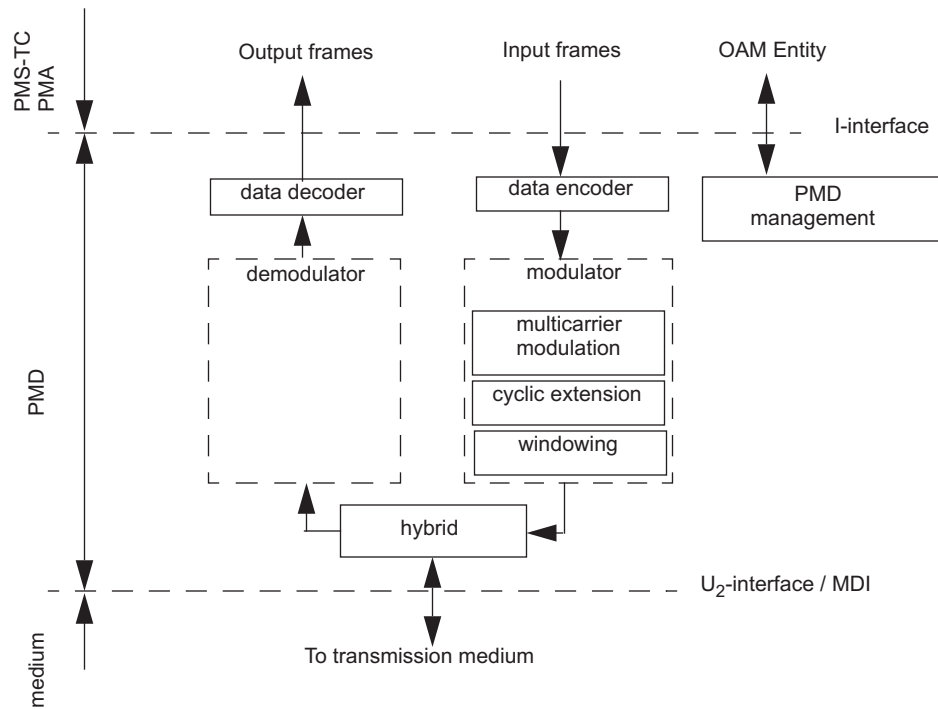 PMS-TC
PMA
Output frames
Input frames
OAM Entity
I-interface
data decoder
data encoder
PMD
management
demodulator
modulator
multicarrier
modulation
cyclic extension
windowing
PMD
hybrid
U2-interface / MDI
To transmission medium
medium